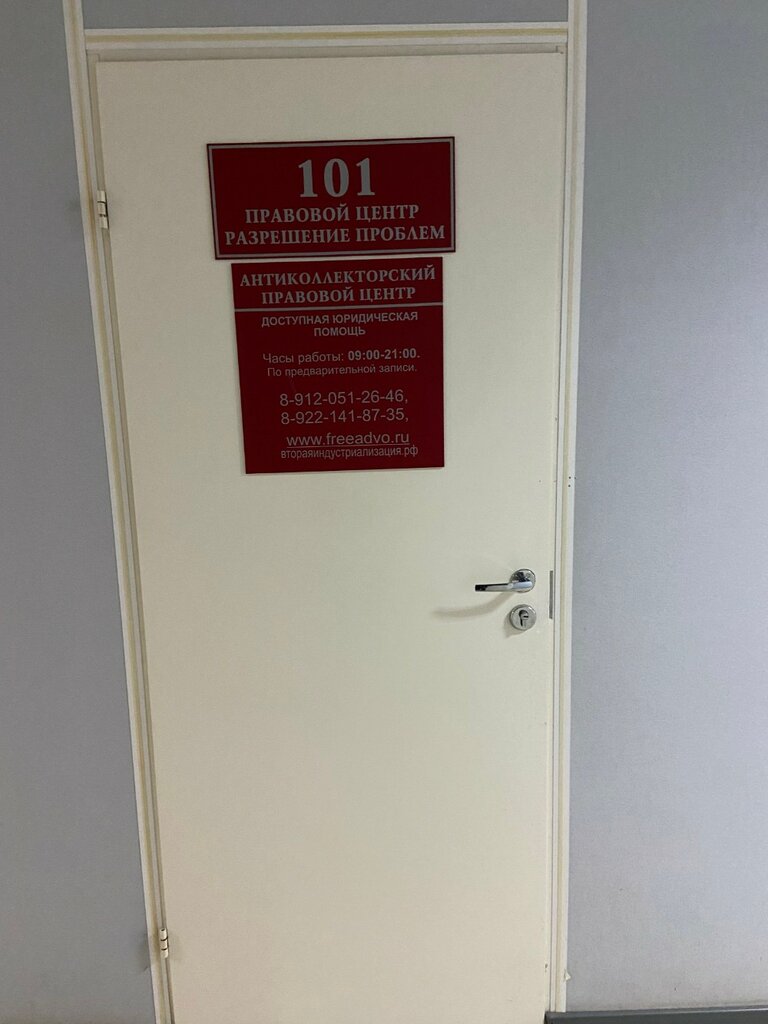 101
ПРАВОВОЙ ЦЕНТР
РАЗРЕШЕНИЕ ПРОБЛЕМ
АНТИКОЛЛЕКТОРСКИЙ
ПРАВОВОЙ ЦЕНТР
ДОСТУПНАЯ ЮРИДИЧЕСКАЯ
ПОМОЩЬ
Часы работы: 09:00-21:00.
По предварительной записи.
8-912-051-26-46,
8-922-141-87-35,
www.freeadvo.ru
втораяиндустриализация.рф